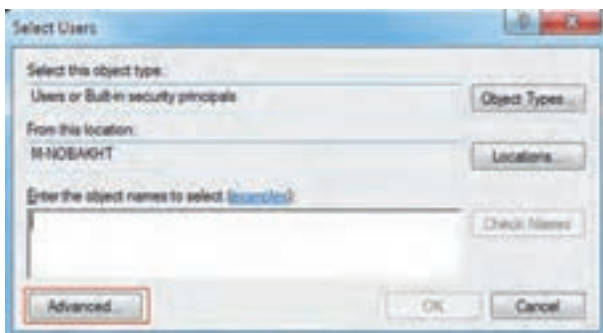 Select Users
Select this object type:
Users or Built-in security principals
Object Types...
From this location:
M-NOBAKHT
Locations...
Enter the object names to select (examples):
Check Names
Advanced...
OK
Cancel